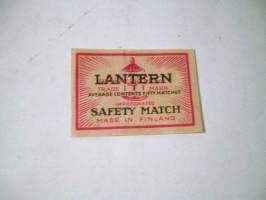 LANTERN
TRADE MARK
AVERAGE CONTENTS FIFTY MATCHES
IMPREGNATED
SAFETY MATCH
MADE IN FINLAND